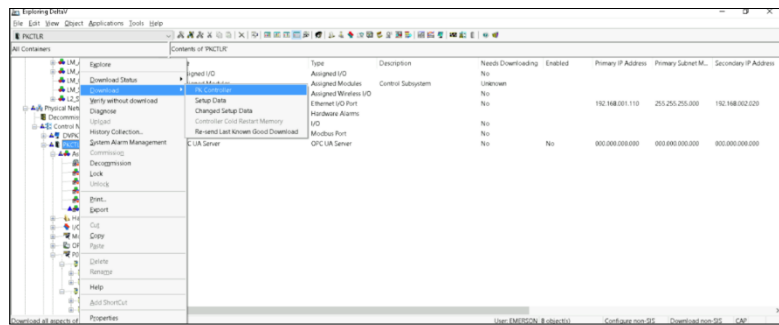 Exploring DeltaV
File Edit View Object Applications Tools Help
PKCTLR
All Containers Contents of 'PKCTLR'
Type Description Needs Downloading Enabled Primary IP Address Primary Subnet M... Secondary IP Address
Assigned I/O No
Assigned Modules Control Subsystem Unknown
Assigned Wireless I/O No
Ethernet I/O Port No 192.168.001.110 255.255.255.000 192.168.002.020
Hardware Alarms
I/O No
Modbus Port No
OPC UA Server No No 000.000.000.000 000.000.000.000 000.000.000.000
Physical Net
Decommis
Control N
Explore
Download Status
Download
Verify without download
Diagnose
Upload
History Collection...
System Alarm Management
Commission
Decommission
Lock
Unlock
Print...
Export
Cut
Copy
Paste
Delete
Rename
Help
Add ShortCut
Properties
PK Controller
Setup Data
Changed Setup Data
Controller Cold Restart Memory
Re-send Last Known Good Download
Download all aspects of User: EMERSON 8 object(s) Configure non-SIS Download non-SIS CAP